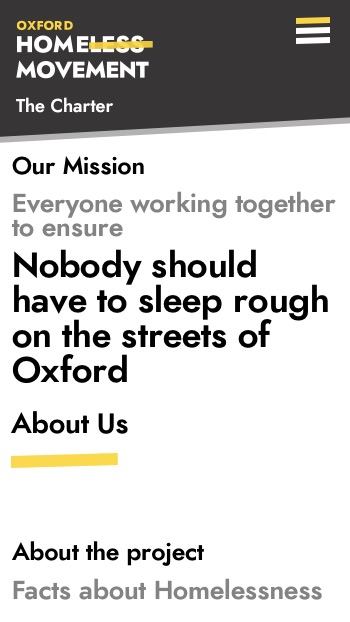 OXFORD
HOMELESS
MOVEMENT
The Charter
Our Mission
Everyone working together
to ensure
Nobody should
have to sleep rough
on the streets of
Oxford
About Us
About the project
Facts about Homelessness